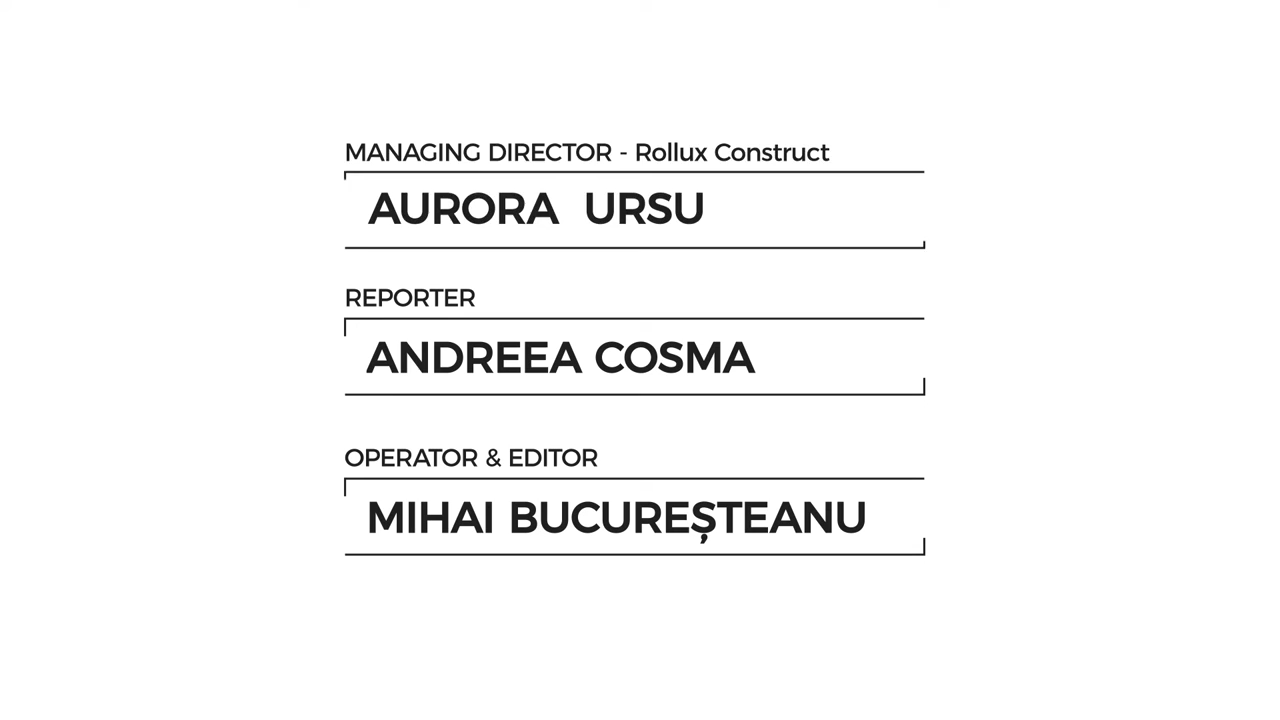 MANAGING DIRECTOR - Rollux Construct
AURORA URSU
REPORTER
ANDREEA COSMA
OPERATOR & EDITOR
MIHAI BUCUREȘTEANU